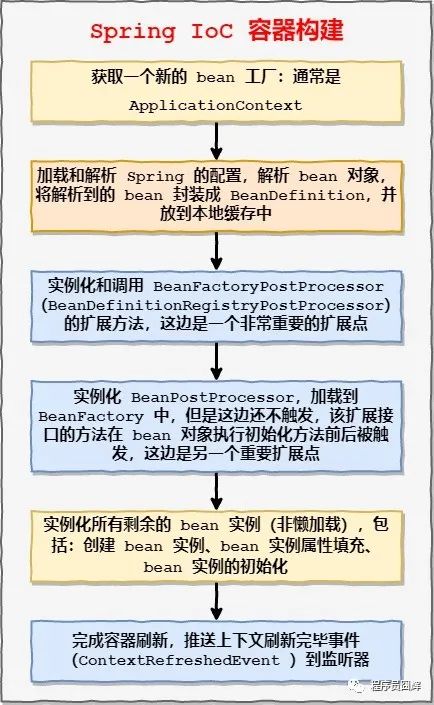 Spring IoC 容器构建
获取一个新的 bean 工厂：通常是
ApplicationContext
加载和解析 Spring 的配置，解析 bean 对象，
将解析到的 bean 封装成 BeanDefinition，并
放到本地缓存中
实例化和调用 BeanFactoryPostProcessor
（BeanDefinitionRegistryPostProcessor）
的扩展方法，这边是一个非常重要的扩展点
实例化 BeanPostProcessor，加载到
BeanFactory 中，但是这边还不触发，该扩展接
口的方法在 bean 对象执行初始化方法前后被触
发，这边是另一个重要扩展点
实例化所有剩余的 bean 实例（非懒加载），包
括：创建 bean 实例、bean 实例属性填充、
bean 实例的初始化
完成容器刷新，推送上下文刷新完毕事件
（ContextRefreshedEvent ）到监听器
程序员囧辉